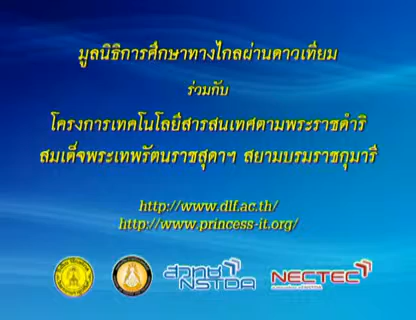 มูลนิธิการศึกษาทางไกลผ่านดาวเทียม
ร่วมกับ
โครงการเทคโนโลยีสารสนเทศตามพระราชดำริ
สมเด็จพระเทพรัตนราชสุดาฯ สยามบรมราชกุมารี
http://www.dlf.ac.th/
http://www.princess-it.org/
สวทช
NSTDA
NECTEC